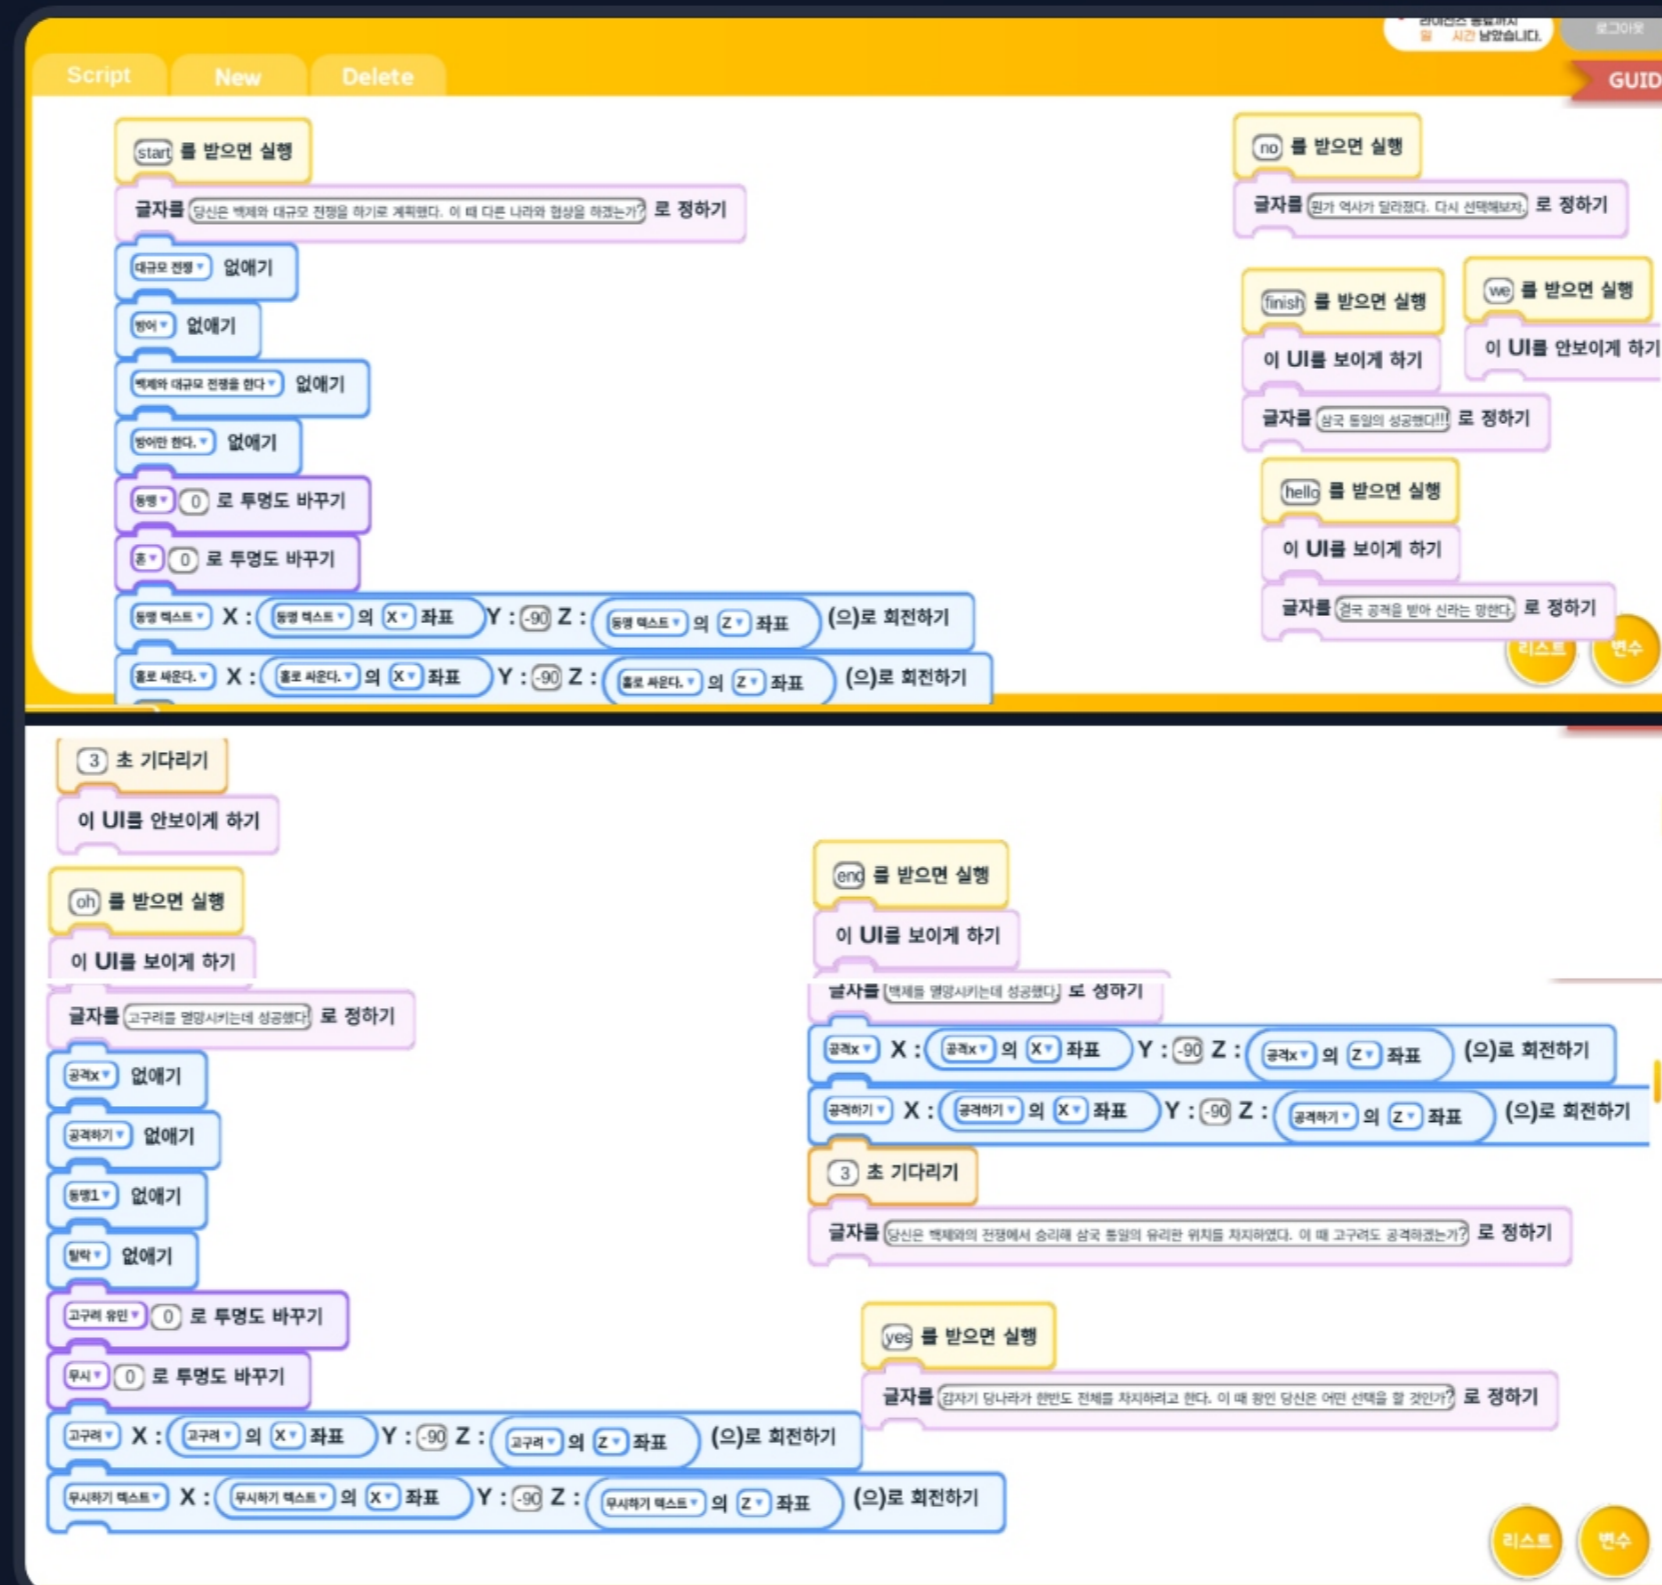 라이선스 종료까지
일 시간 남았습니다.
로그아웃
Script New Delete
GUID
start 를 받으면 실행
글자를 당신은 백제와 대규모 전쟁을 하기로 계획했다. 이 때 다른 나라와 협상을 하겠는가? 로 정하기
대규모 전쟁 없애기
방어 없애기
백제와 대규모 전쟁을 한다 없애기
방어만 한다. 없애기
동맹 0 로 투명도 바꾸기
혼 0 로 투명도 바꾸기
동맹 텍스트 X : 동맹 텍스트 의 X 좌표 Y : -90 Z : 동맹 텍스트 의 Z 좌표 (으)로 회전하기
홀로 싸운다. X : 홀로 싸운다. 의 X 좌표 Y : -90 Z : 홀로 싸운다. 의 Z 좌표 (으)로 회전하기
no 를 받으면 실행
글자를 뭔가 역사가 달라졌다. 다시 선택해보자. 로 정하기
finish 를 받으면 실행
이 UI를 보이게 하기
글자를 삼국 통일의 성공했다!!! 로 정하기
we 를 받으면 실행
이 UI를 안보이게 하기
hello 를 받으면 실행
이 UI를 보이게 하기
글자를 결국 공격을 받아 신라는 망한다. 로 정하기
리스트 변수
3 초 기다리기
이 UI를 안보이게 하기
oh 를 받으면 실행
이 UI를 보이게 하기
글자를 고구려를 멸망시키는데 성공했다! 로 정하기
공격x 없애기
공격하기 없애기
동맹1 없애기
탈락 없애기
고구려 유민 0 로 투명도 바꾸기
무시 0 로 투명도 바꾸기
고구려 X : 고구려 의 X 좌표 Y : -90 Z : 고구려 의 Z 좌표 (으)로 회전하기
무시하기 텍스트 X : 무시하기 텍스트 의 X 좌표 Y : -90 Z : 무시하기 텍스트 의 Z 좌표 (으)로 회전하기
end 를 받으면 실행
이 UI를 보이게 하기
글자를 백제를 멸망시키는데 성공했다. 로 정하기
공격x X : 공격x 의 X 좌표 Y : -90 Z : 공격x 의 Z 좌표 (으)로 회전하기
공격하기 X : 공격하기 의 X 좌표 Y : -90 Z : 공격하기 의 Z 좌표 (으)로 회전하기
3 초 기다리기
글자를 당신은 백제와의 전쟁에서 승리해 삼국 통일의 유리한 위치를 차지하였다. 이 때 고구려도 공격하겠는가? 로 정하기
yes 를 받으면 실행
글자를 갑자기 당나라가 한반도 전체를 차지하려고 한다. 이 때 왕인 당신은 어떤 선택을 할 것인가? 로 정하기
리스트 변수